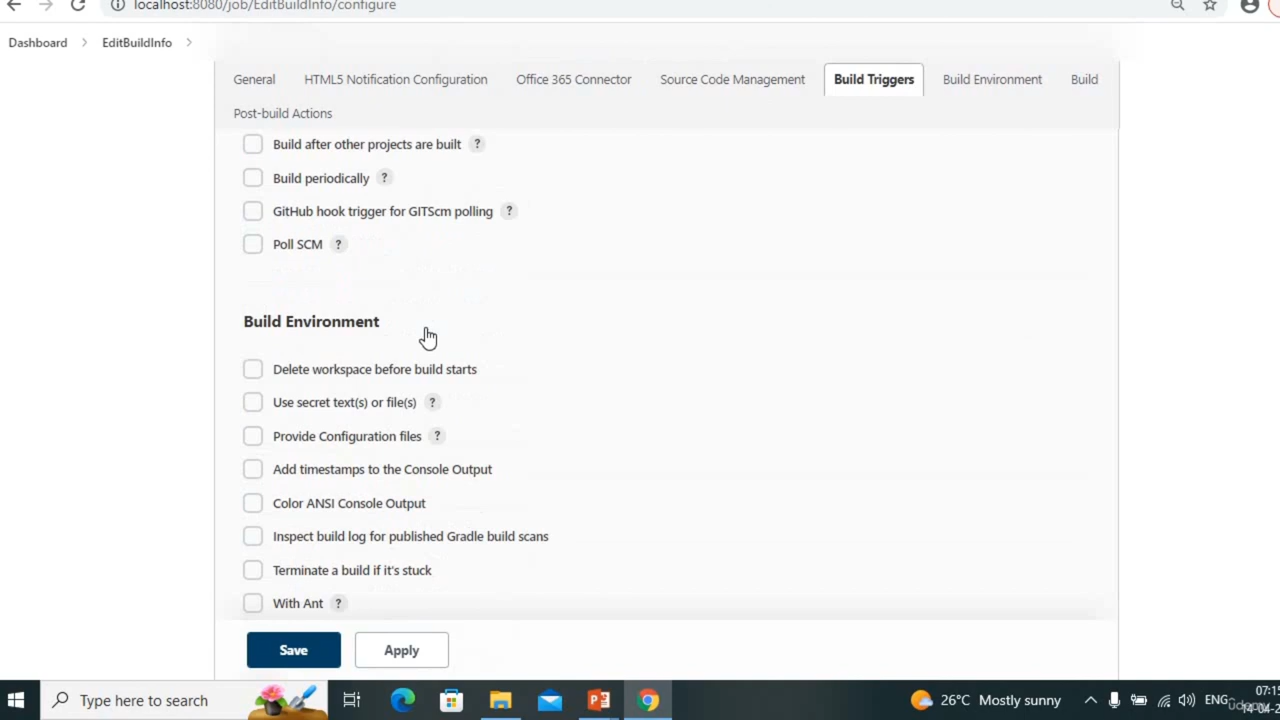 localhost:8080/job/EditBuildInfo/configure
Dashboard > EditBuildInfo >
General HTML5 Notification Configuration Office 365 Connector Source Code Management Build Triggers Build Environment Build
Post-build Actions
Build after other projects are built ?
Build periodically ?
GitHub hook trigger for GITScm polling ?
Poll SCM ?
Build Environment
Delete workspace before build starts
Use secret text(s) or file(s) ?
Provide Configuration files ?
Add timestamps to the Console Output
Color ANSI Console Output
Inspect build log for published Gradle build scans
Terminate a build if it's stuck
With Ant ?
Save Apply
Type here to search 26°C Mostly sunny ENG 07:15